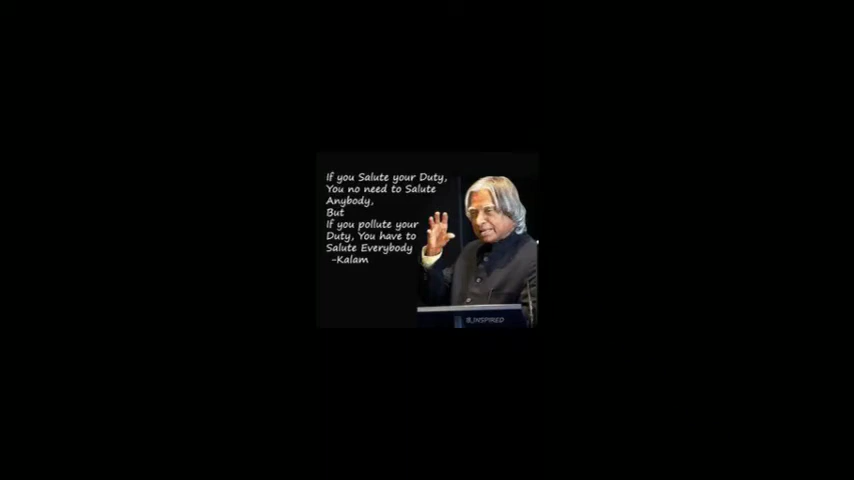 If you Salute your Duty,
You no need to Salute
Anybody,
But
If you pollute your
Duty, You have to
Salute Everybody
-Kalam